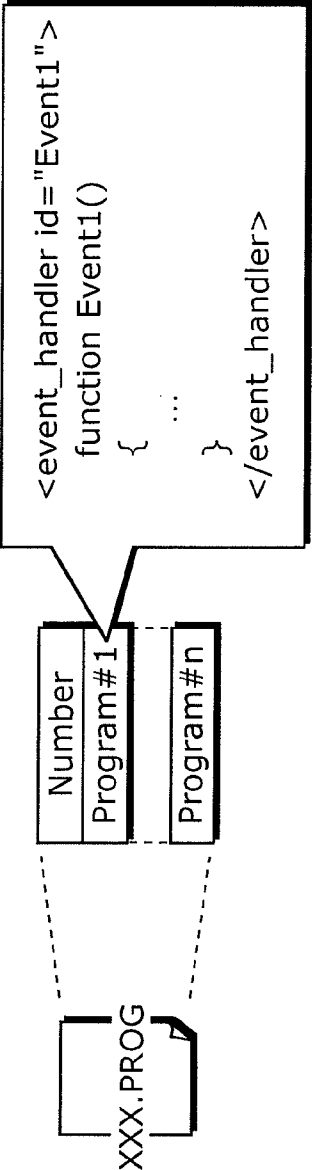 XXX.PROG
Number
Program#1
Program#n
<event_handler id="Event1">
function Event1()
{
...
}
</event_handler>